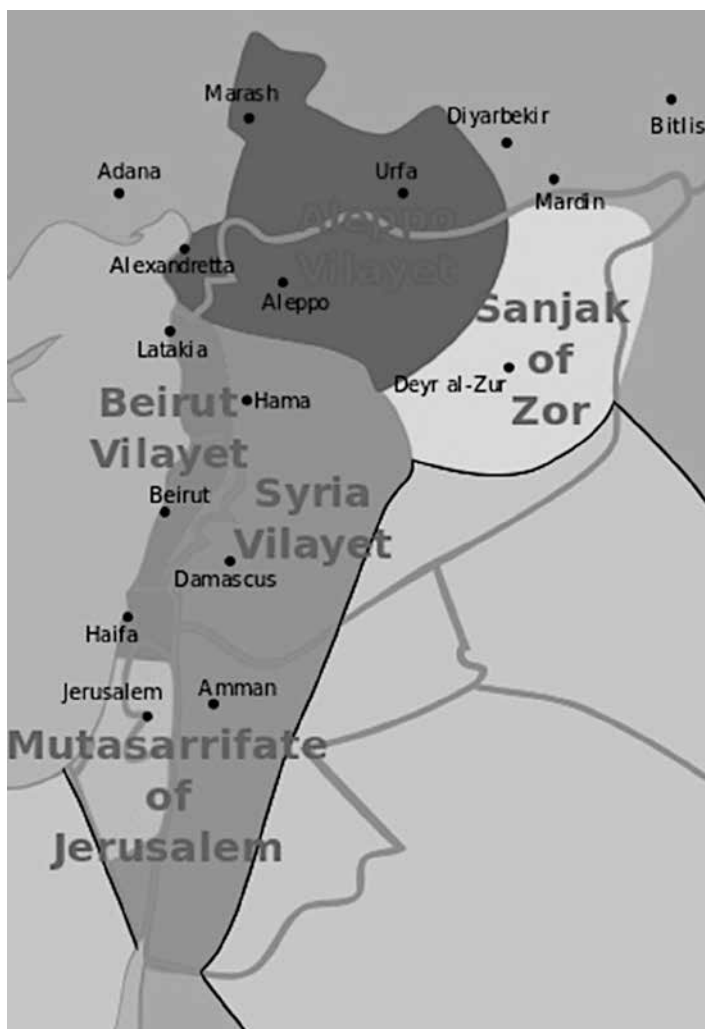 Marash
Diyarbekir
Bitlis
Adana
Urfa
Mardin
Aleppo
Vilayet
Alexandretta
Aleppo
Sanjak
of
Zor
Latakia
Deyr al-Zur
Beirut
Vilayet
Hama
Beirut
Syria
Vilayet
Damascus
Haifa
Jerusalem
Amman
Mutasarrifate
of
Jerusalem